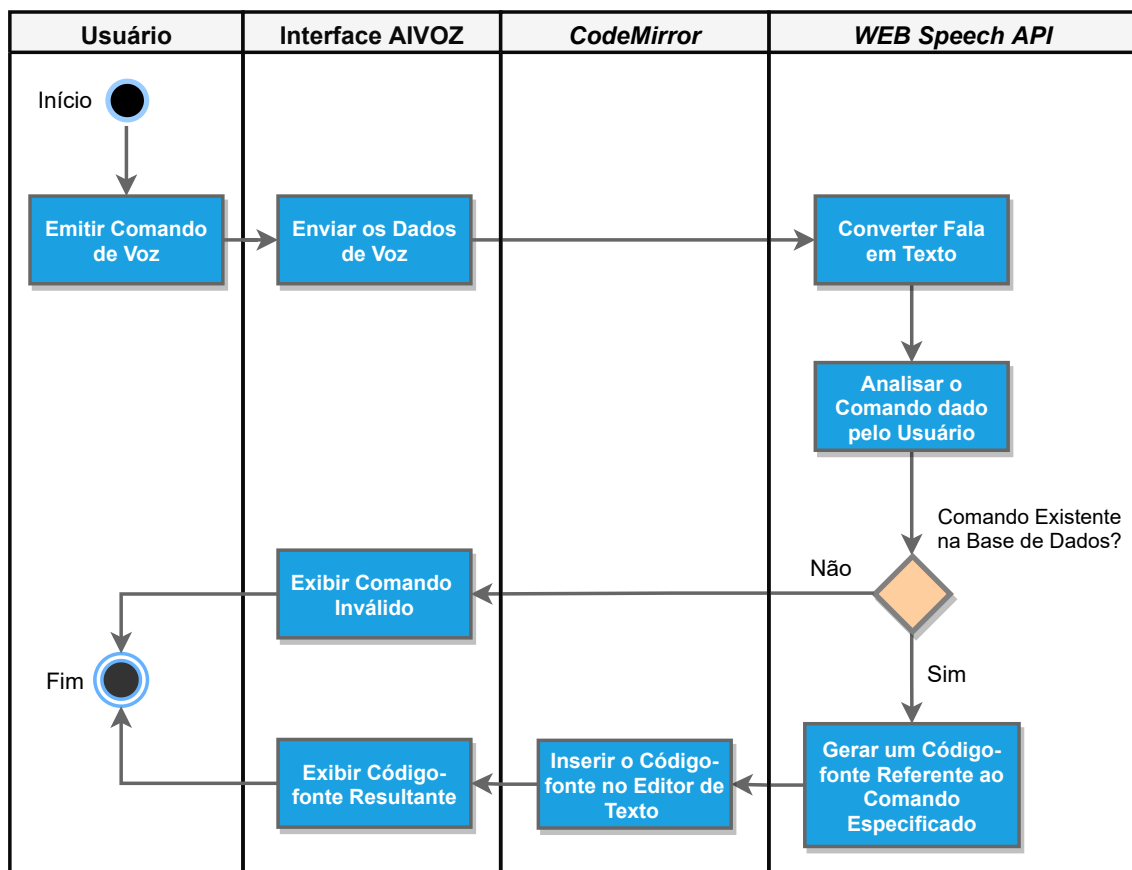 Usuário
Interface AIVOZ
CodeMirror
WEB Speech API
Início
Emitir Comando
de Voz
Enviar os Dados
de Voz
Converter Fala
em Texto
Analisar o
Comando dado
pelo Usuário
Comando Existente
na Base de Dados?
Não
Exibir Comando
Inválido
Fim
Sim
Gerar um Código-
fonte Referente ao
Comando
Especificado
Inserir o Código-
fonte no Editor de
Texto
Exibir Código-
fonte Resultante